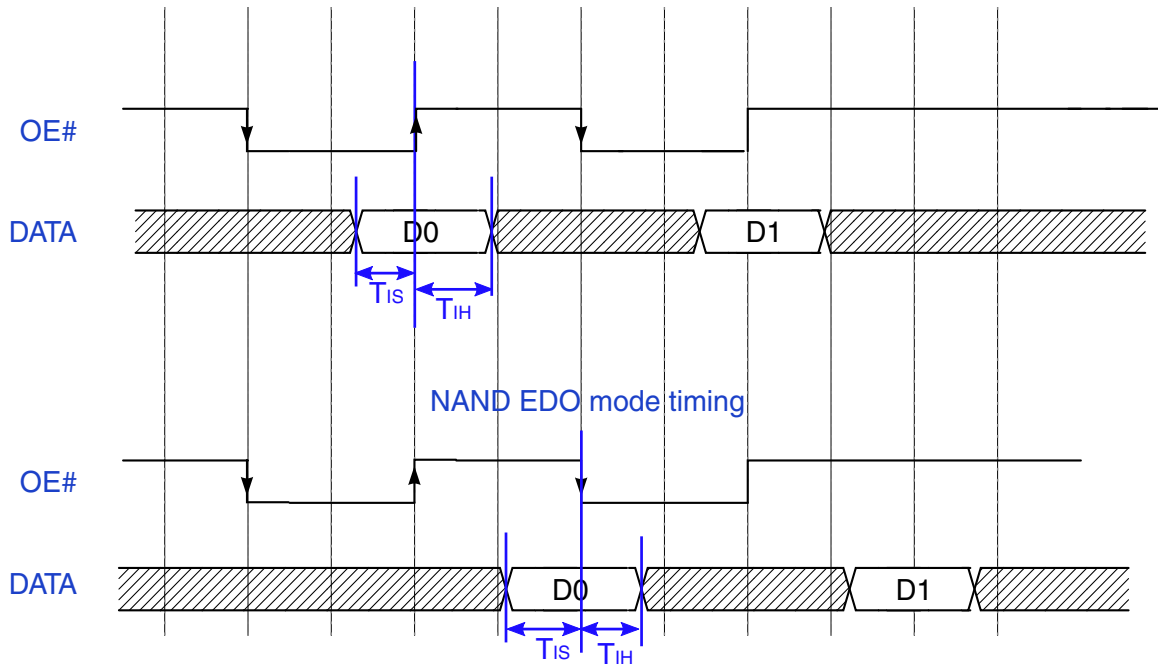 OE#
DATA
D0
D1
TIS
TIH
NAND EDO mode timing
OE#
DATA
D0
D1
TIS
TIH